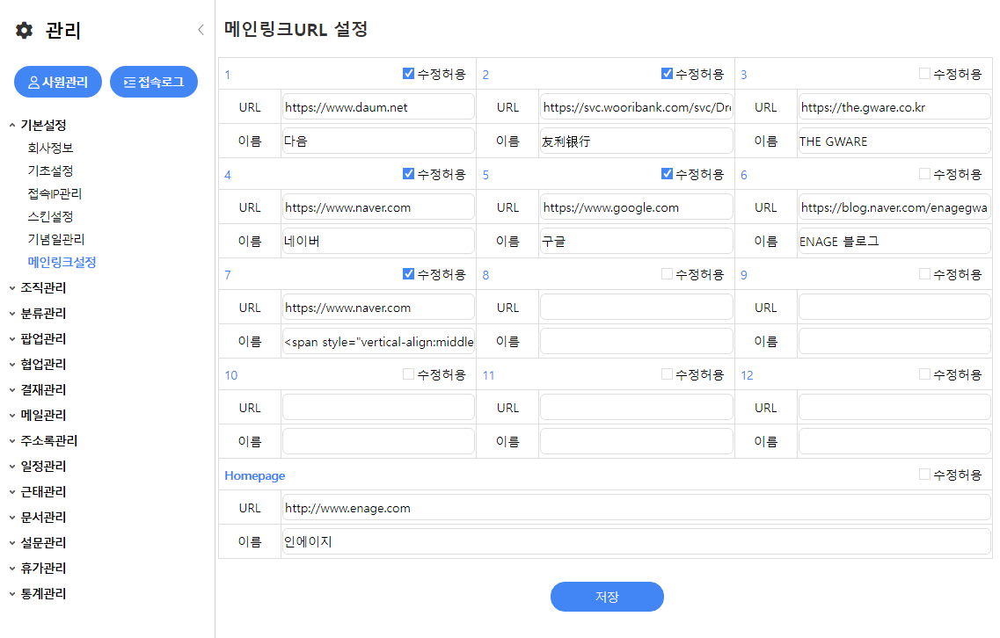 관리
사원관리 접속로그
기본설정
회사정보
기초설정
접속IP관리
스킨설정
기념일관리
메인링크설정
조직관리
분류관리
팝업관리
협업관리
결재관리
메일관리
주소록관리
일정관리
근태관리
문서관리
설문관리
휴가관리
통계관리
메인링크URL 설정
1 수정허용 2 수정허용 3 수정허용
URL https://www.daum.net URL https://svc.wooribank.com/svc/Dre URL https://the.gware.co.kr
이름 다음 이름 友利银行 이름 THE GWARE
4 수정허용 5 수정허용 6 수정허용
URL https://www.naver.com URL https://www.google.com URL https://blog.naver.com/enagegwa
이름 네이버 이름 구글 이름 ENAGE 블로그
7 수정허용 8 수정허용 9 수정허용
URL https://www.naver.com URL URL
이름 <span style="vertical-align:middle 이름 이름
10 수정허용 11 수정허용 12 수정허용
URL URL URL
이름 이름 이름
Homepage 수정허용
URL http://www.enage.com
이름 인에이지
저장